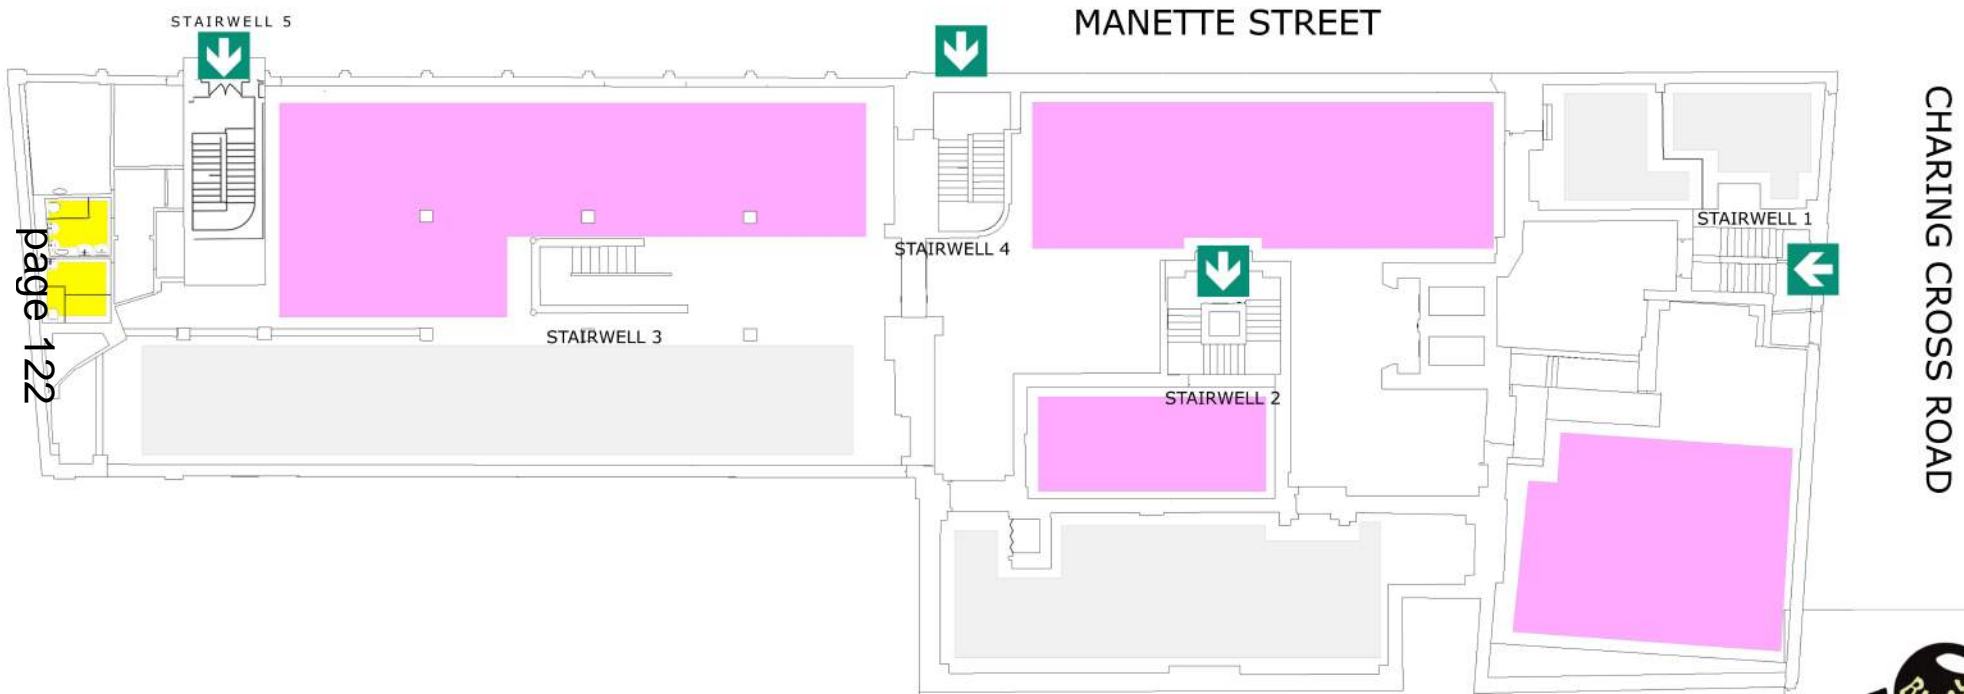 STAIRWELL 5
MANETTE STREET
CHARING CROSS ROAD
STAIRWELL 1
STAIRWELL 4
page 122
STAIRWELL 3
STAIRWELL 2